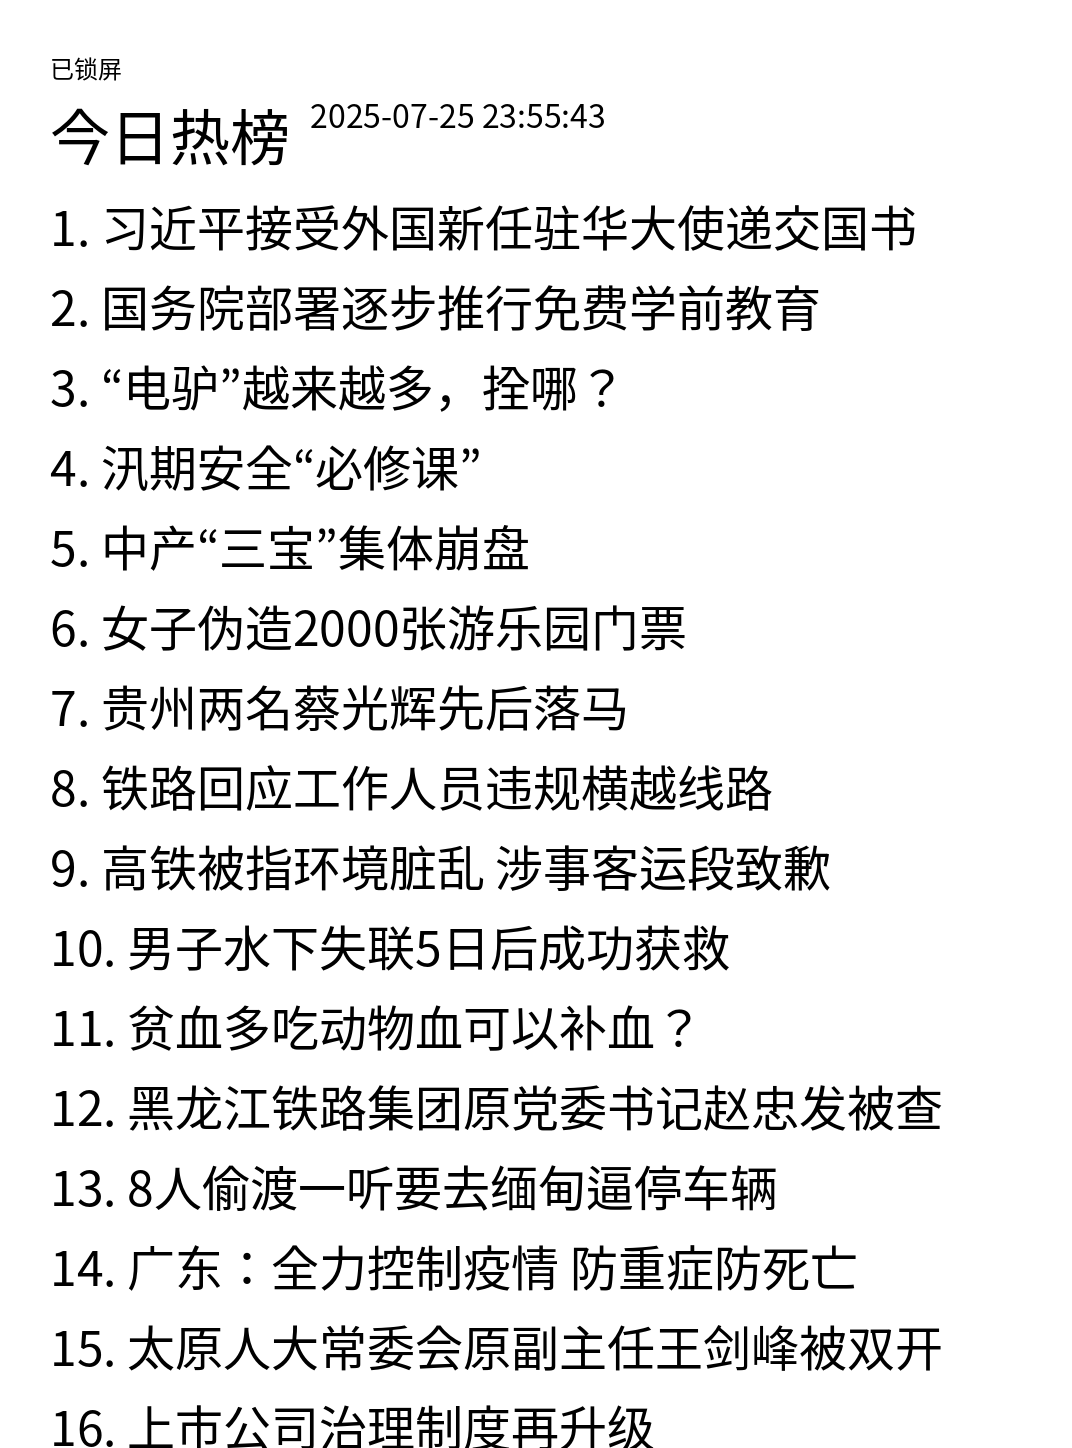 已锁屏
今日热榜 2025-07-25 23:55:43
1. 习近平接受外国新任驻华大使递交国书
2. 国务院部署逐步推行免费学前教育
3. “电驴”越来越多，拴哪？
4. 汛期安全“必修课”
5. 中产“三宝”集体崩盘
6. 女子伪造2000张游乐园门票
7. 贵州两名蔡光辉先后落马
8. 铁路回应工作人员违规横越线路
9. 高铁被指环境脏乱 涉事客运段致歉
10. 男子水下失联5日后成功获救
11. 贫血多吃动物血可以补血？
12. 黑龙江铁路集团原党委书记赵忠发被查
13. 8人偷渡一听要去缅甸逼停车辆
14. 广东：全力控制疫情 防重症防死亡
15. 太原人大常委会原副主任王剑峰被双开
16. 上市公司治理制度再升级